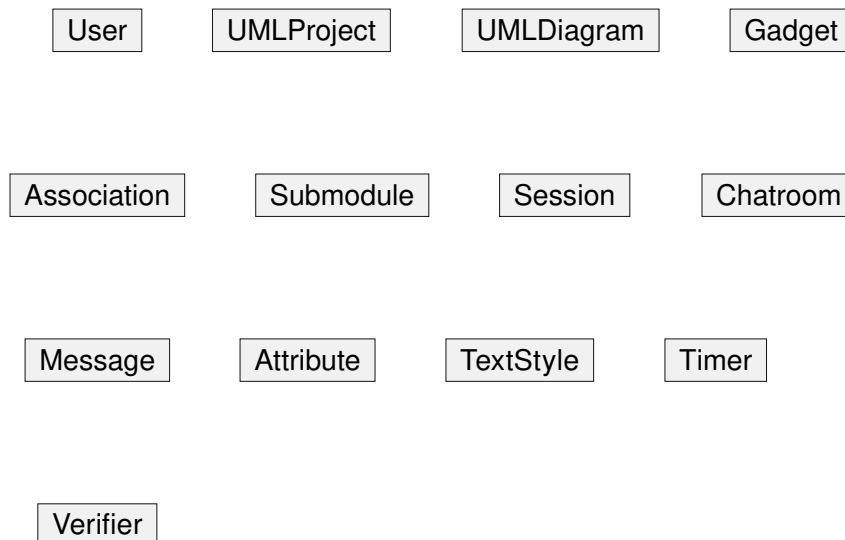 User UMLProject UMLDiagram Gadget
Association Submodule Session Chatroom
Message Attribute TextStyle Timer
Verifier